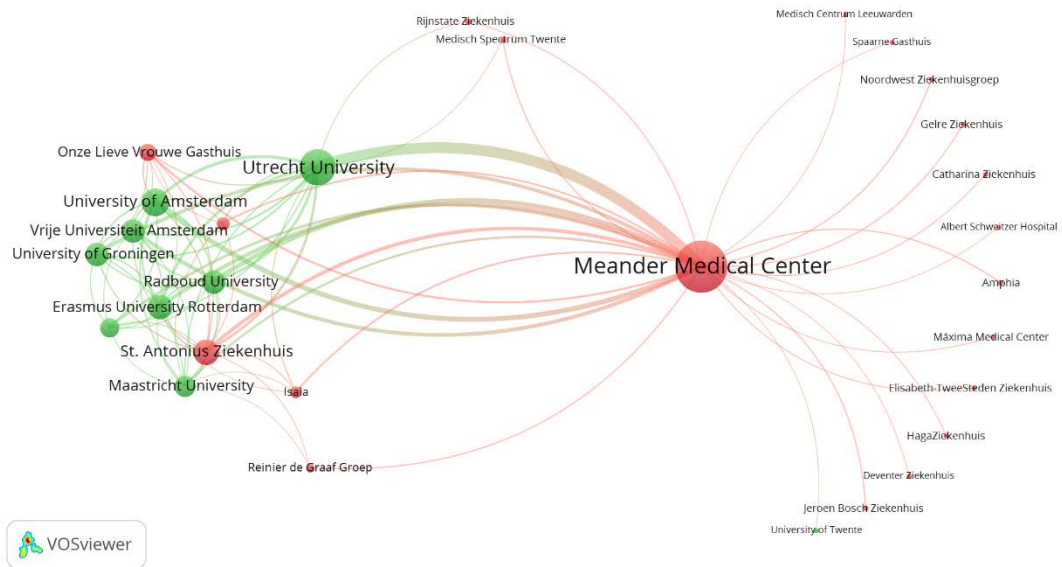 Rijnstate Ziekenhuis
Medisch Spectrum Twente
Medisch Centrum Leeuwarden
Spaarne Gasthuis
Noordwest Ziekenhuisgroep
Gelre Ziekenhuis
Onze Lieve Vrouwe Gasthuis
Utrecht University
Catharina Ziekenhuis
University of Amsterdam
Albert Schweitzer Hospital
Vrije Universiteit Amsterdam
University of Groningen
Meander Medical Center
Radboud University
Amphia
Erasmus University Rotterdam
Máxima Medical Center
St. Antonius Ziekenhuis
Maastricht University
Isala
Elisabeth-TweeSteden Ziekenhuis
HagaZiekenhuis
Reinier de Graaf Groep
Deventer Ziekenhuis
Jeroen Bosch Ziekenhuis
University of Twente
VOSviewer